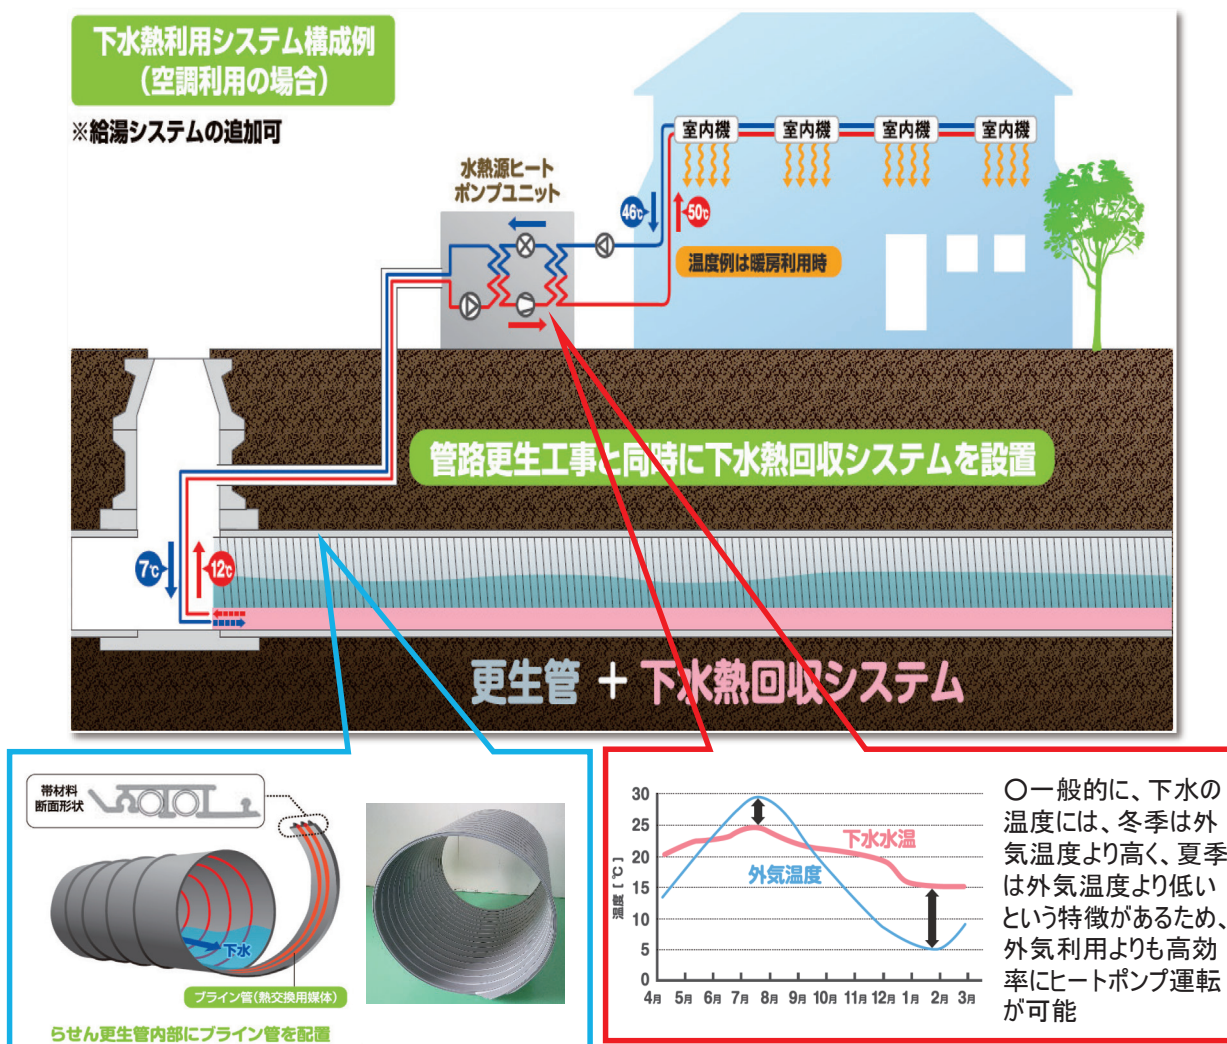 下水熱利用システム構成例
（空調利用の場合）
※給湯システムの追加可
水熱源ヒート
ポンプユニット
室内機
室内機
室内機
室内機
46℃
50℃
温度例は暖房利用時
管路更生工事と同時に下水熱回収システムを設置
7℃
12℃
更生管 + 下水熱回収システム
帯材料
断面形状
下水
ブライン管（熱交換用媒体）
らせん更生管内部にブライン管を配置
温度［℃］
30
25
20
15
10
5
0
下水水温
外気温度
4月 5月 6月 7月 8月 9月 10月 11月 12月 1月 2月 3月
〇一般的に、下水の
温度には、冬季は外
気温度より高く、夏季
は外気温度より低い
という特徴があるため、
外気利用よりも高効
率にヒートポンプ運転
が可能